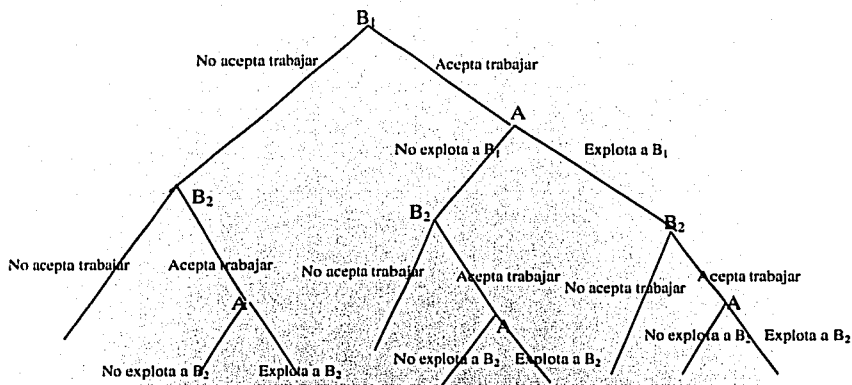 B₁
No acepta trabajar
Acepta trabajar
A
No explota a B₁
Explota a B₁
B₂
B₂
B₂
No acepta trabajar
Acepta trabajar
No acepta trabajar
Acepta trabajar
No acepta trabajar
Acepta trabajar
A
A
A
No explota a B₂
Explota a B₂
No explota a B₂
Explota a B₂
No explota a B₂
Explota a B₂